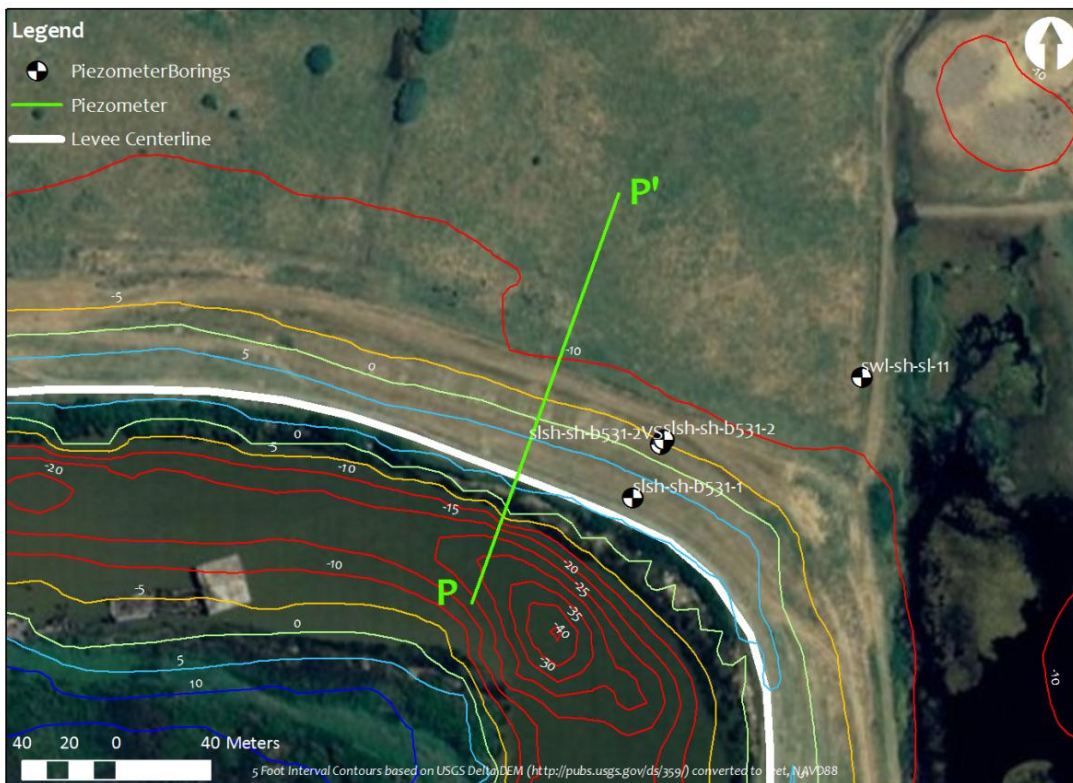 Legend
PiezometerBorings
Piezometer
Levee Centerline
-10
P'
-5
5
0
-10
swl-sh-sl-11
slsh-sh-b531-2VS
slsh-sh-b531-2
0
-5
-10
-20
slsh-sh-b531-1
-15
-20
-25
-10
-5
P
-35
-40
0
-30
5
-10
10
40 20 0 40 Meters
5 Foot Interval Contours based on USGS Delta DEM (http://pubs.usgs.gov/ds/359/) converted to feet, NAVD88